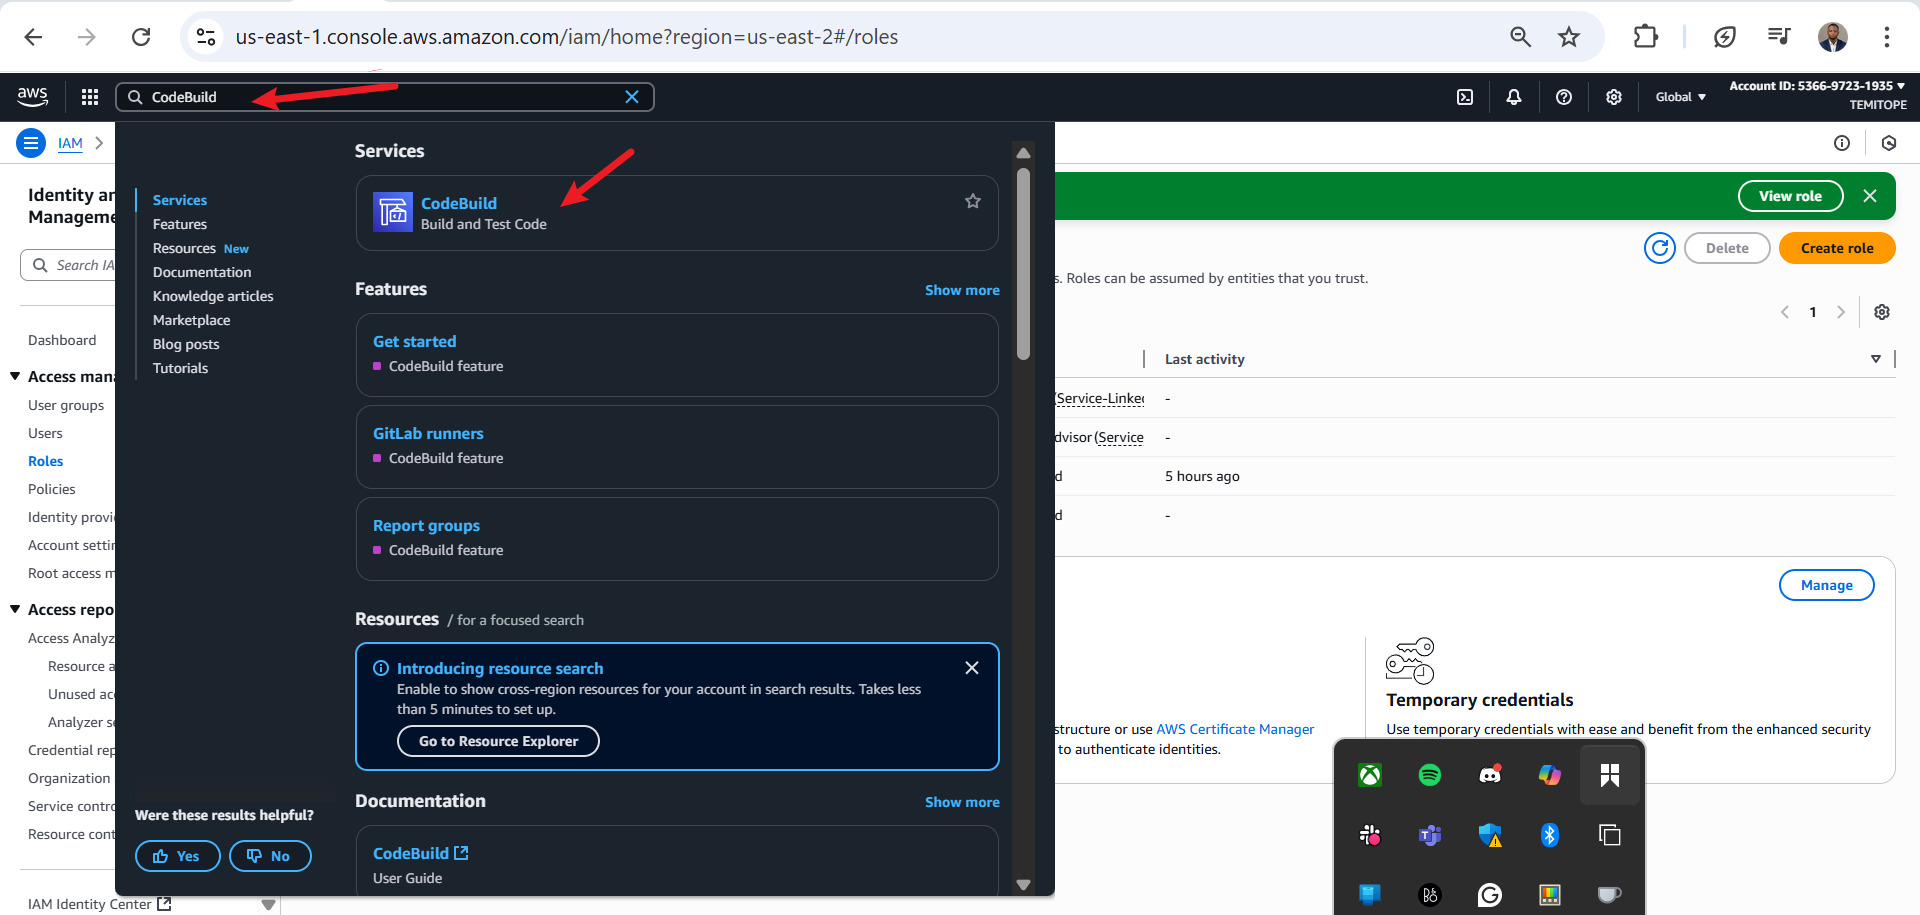 us-east-1.console.aws.amazon.com/iam/home?region=us-east-2#/roles
aws
CodeBuild
Global
Account ID: 5366-9723-1935
TEMITOPE
IAM
Identity an
Manageme
Search IA
Dashboard
Access mana
User groups
Users
Roles
Policies
Identity provi
Account settin
Root access m
Access repo
Access Analyz
Resource a
Unused acc
Analyzer se
Credential rep
Organization
Service contro
Resource cont
IAM Identity Center
Services
Features
Resources New
Documentation
Knowledge articles
Marketplace
Blog posts
Tutorials
Were these results helpful?
Yes
No
Services
CodeBuild
Build and Test Code
Features
Show more
Get started
CodeBuild feature
GitLab runners
CodeBuild feature
Report groups
CodeBuild feature
Resources / for a focused search
Introducing resource search
Enable to show cross-region resources for your account in search results. Takes less
than 5 minutes to set up.
Go to Resource Explorer
Documentation
Show more
CodeBuild
User Guide
View role
Delete
Create role
s. Roles can be assumed by entities that you trust.
1
Last activity
(Service-Linked
-
dvisor (Service
-
d
5 hours ago
d
-
Manage
structure or use AWS Certificate Manager
to authenticate identities.
Temporary credentials
Use temporary credentials with ease and benefit from the enhanced security